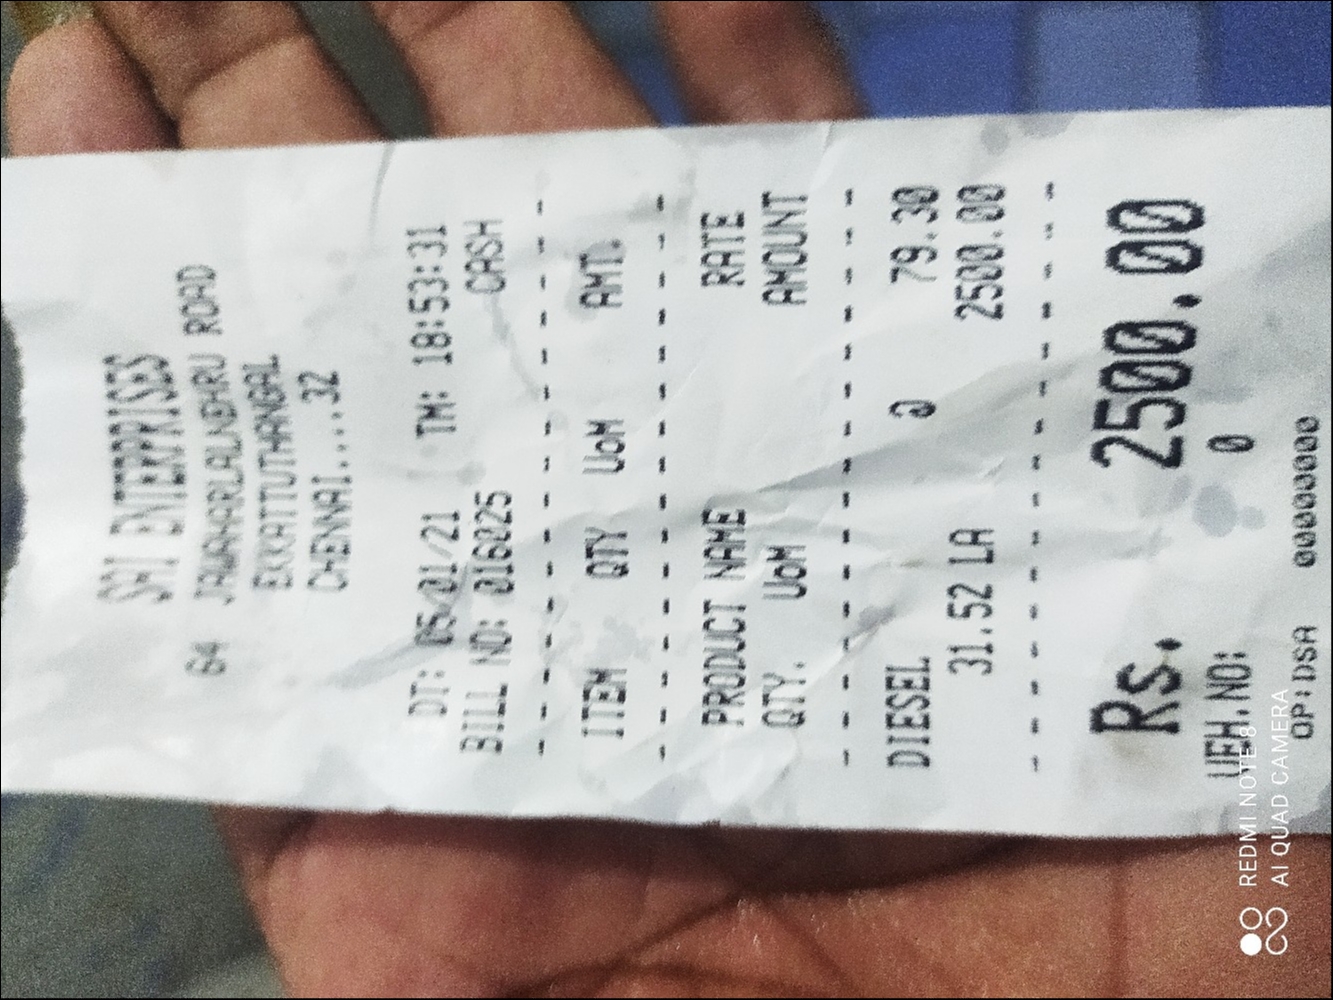 SAI ENTERPRISES
64 JAWAHARLALNEHRU ROAD
EKKATTUTHANGAL
CHENNAI....32
DT: 05/01/21 TM: 18:53:31
BILL NO: 016025 CASH
ITEM QTY UoM AMT.
PRODUCT NAME RATE
QTY. UoM AMOUNT
DIESEL @ 79.30
31.52 LA 2500.00
Rs. 2500.00
VEH.NO: 0
OP:DSA 00000000
REDMI NOTE 8
AI QUAD CAMERA